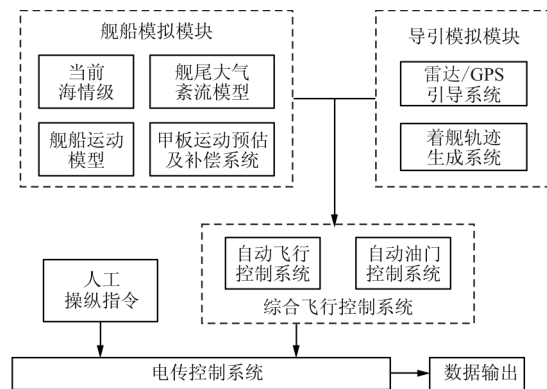 舰船模拟模块
当前
海情级
舰尾大气
紊流模型
舰船运动
模型
甲板运动预估
及补偿系统
导引模拟模块
雷达/GPS
引导系统
着舰轨迹
生成系统
自动飞行
控制系统
自动油门
控制系统
综合飞行控制系统
人工
操纵指令
电传控制系统
数据输出